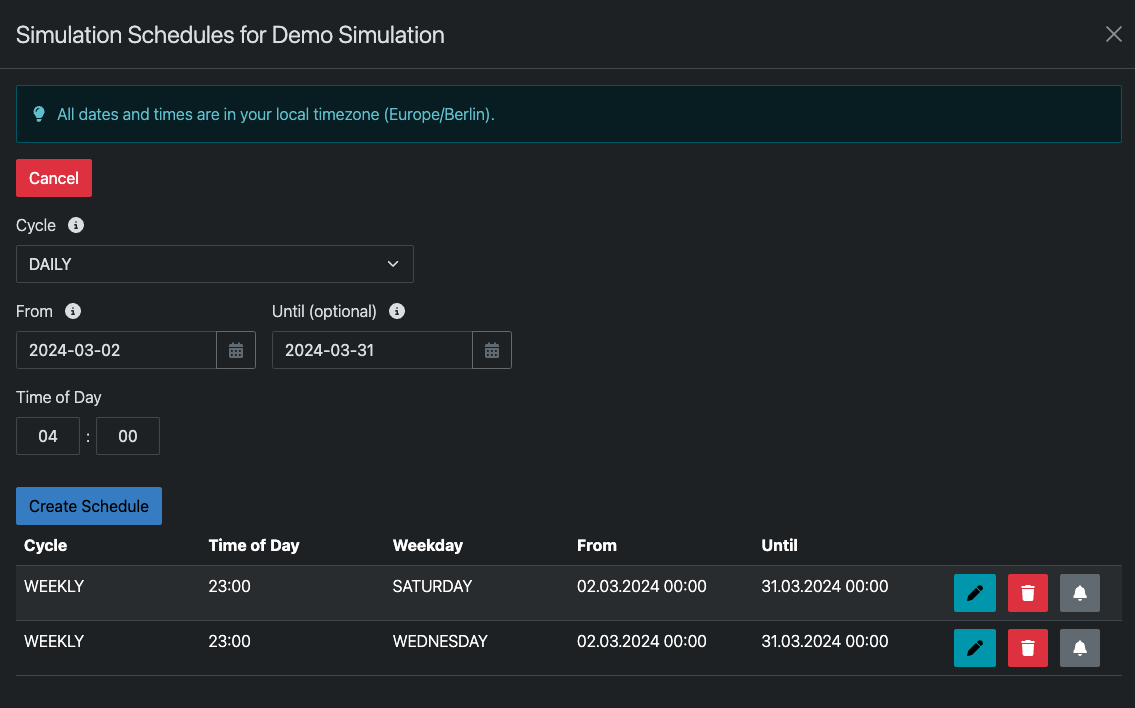 Simulation Schedules for Demo Simulation
All dates and times are in your local timezone (Europe/Berlin).
Cancel
Cycle
DAILY
From Until (optional)
2024-03-02 2024-03-31
Time of Day
04 : 00
Create Schedule
Cycle Time of Day Weekday From Until
WEEKLY 23:00 SATURDAY 02.03.2024 00:00 31.03.2024 00:00
WEEKLY 23:00 WEDNESDAY 02.03.2024 00:00 31.03.2024 00:00